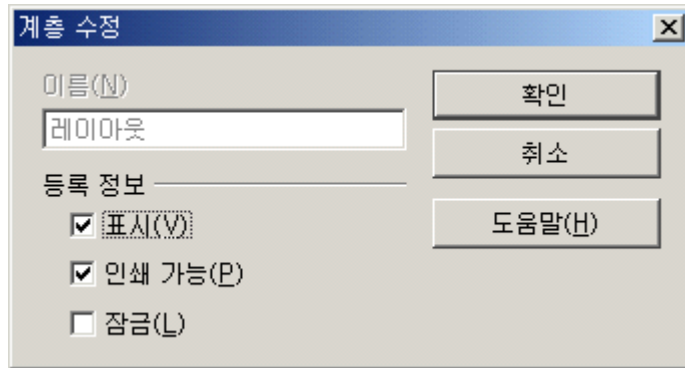 계층 수정
이름(N)
레이아웃
등록 정보
표시(V)
인쇄 가능(P)
잠금(L)
확인
취소
도움말(H)